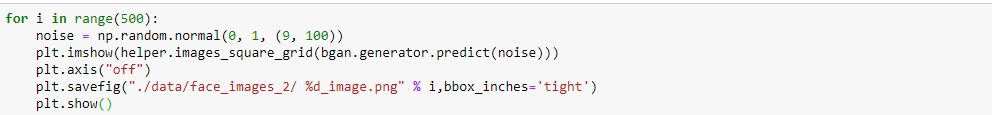 for i in range(500):
    noise = np.random.normal(0, 1, (9, 100))
    plt.imshow(helper.images_square_grid(bgan.generator.predict(noise)))
    plt.axis("off")
    plt.savefig("./data/face_images_2/ %d_image.png" % i,bbox_inches='tight')
    plt.show()